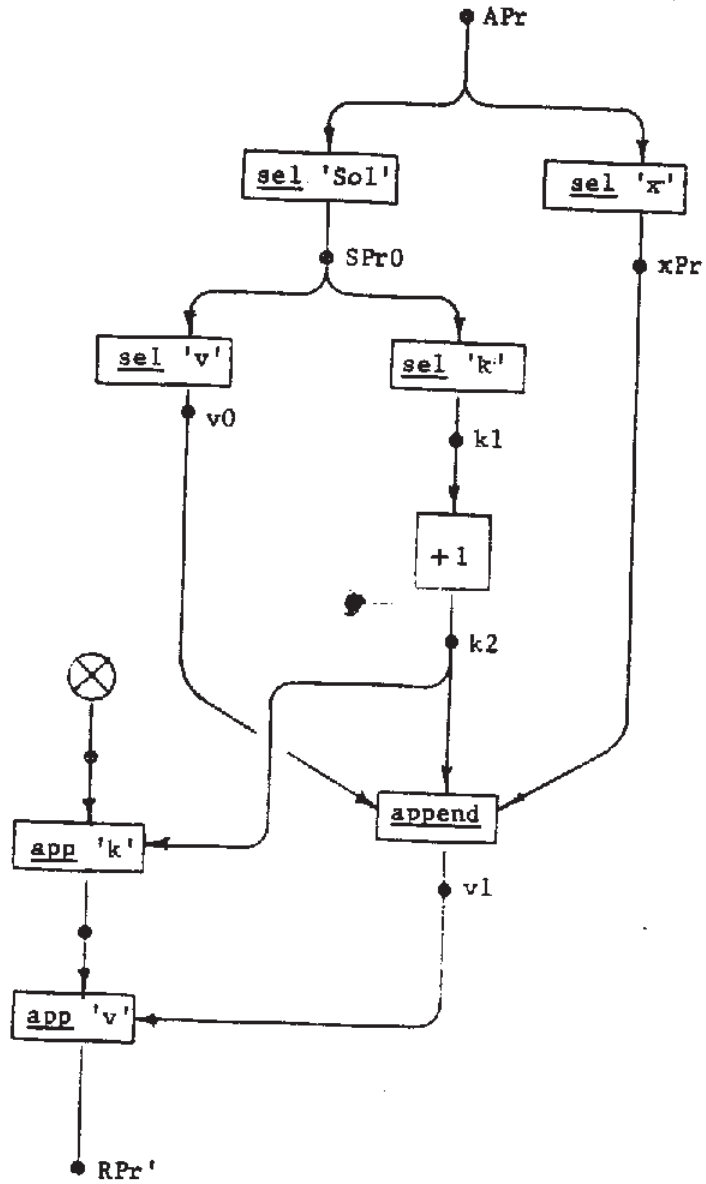 APr
sel 'Sol'
sel 'x'
SPr0
xPr
sel 'v'
sel 'k'
v0
k1
+1
k2
append
app 'k'
v1
app 'v'
RPr'